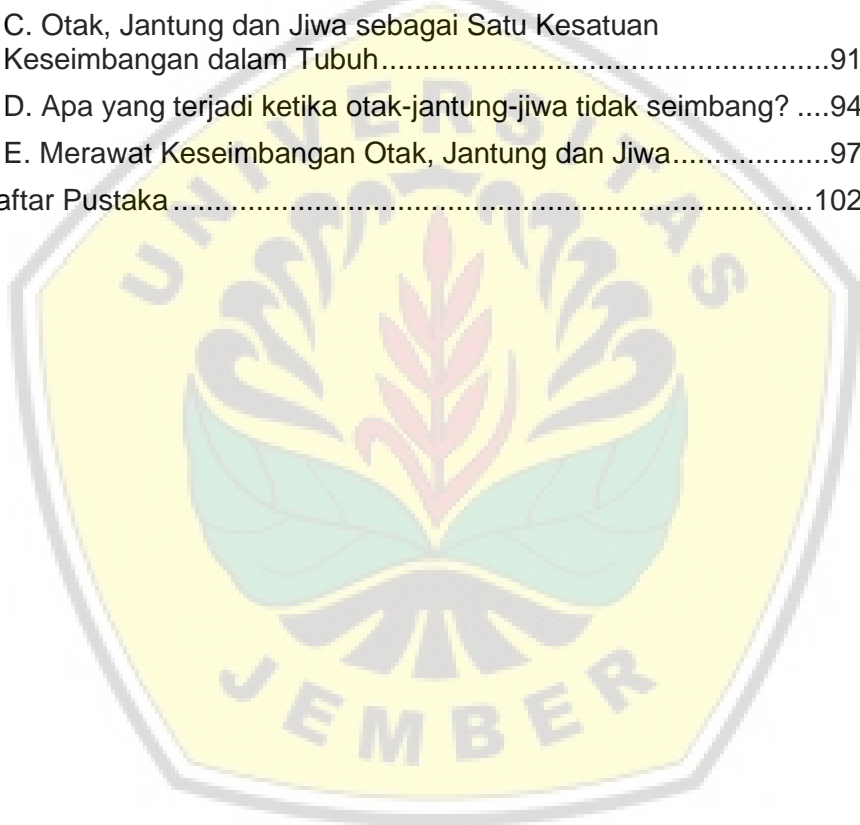 C. Otak, Jantung dan Jiwa sebagai Satu Kesatuan
Keseimbangan dalam Tubuh....................................................91
D. Apa yang terjadi ketika otak-jantung-jiwa tidak seimbang? ....94
E. Merawat Keseimbangan Otak, Jantung dan Jiwa...................97
aftar Pustaka..........................................................................102
UNIVERSITAS
JEMBER